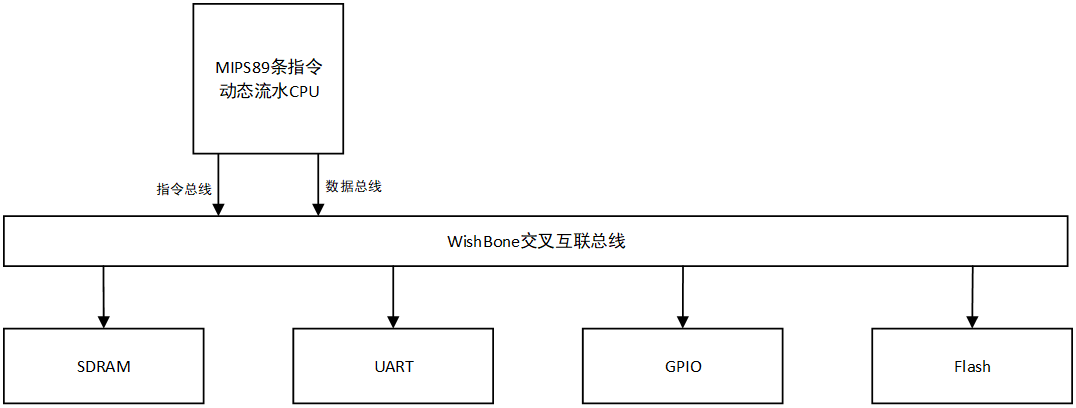 MIPS89条指令
动态流水CPU
指令总线
数据总线
WishBone交叉互联总线
SDRAM
UART
GPIO
Flash